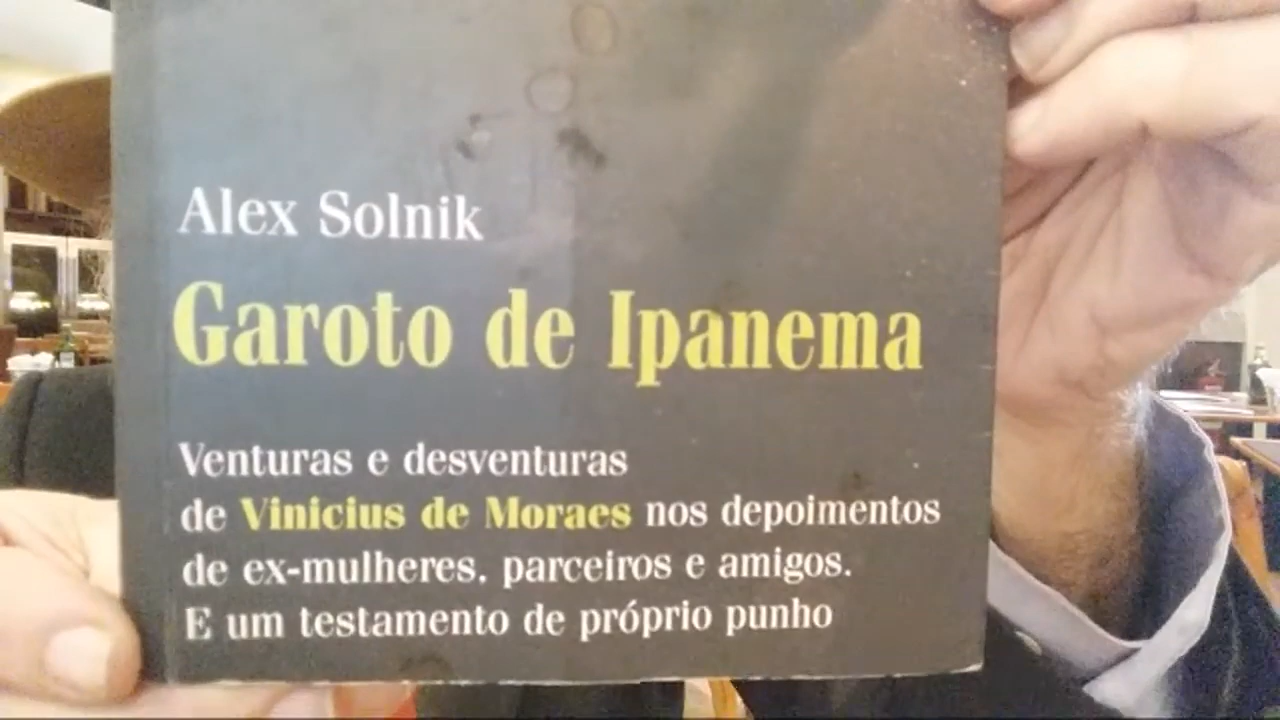 Alex Solnik
Garoto de Ipanema
Venturas e desventuras
de Vinicius de Moraes nos depoimentos
de ex-mulheres, parceiros e amigos.
E um testamento de próprio punho